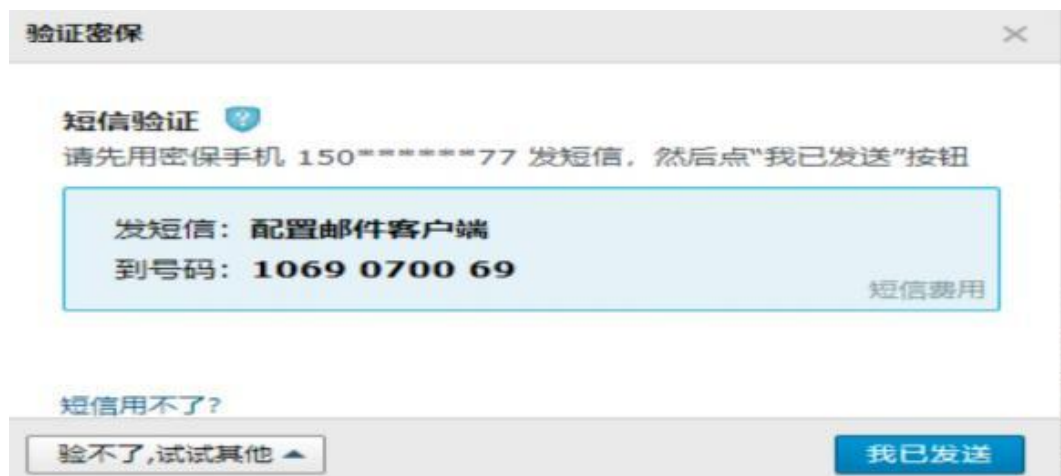 验证密保
短信验证
请先用密保手机 150******77 发短信，然后点“我已发送”按钮
发短信：配置邮件客户端
到号码：1069 0700 69
短信费用
短信用不了？
验不了,试试其他
我已发送